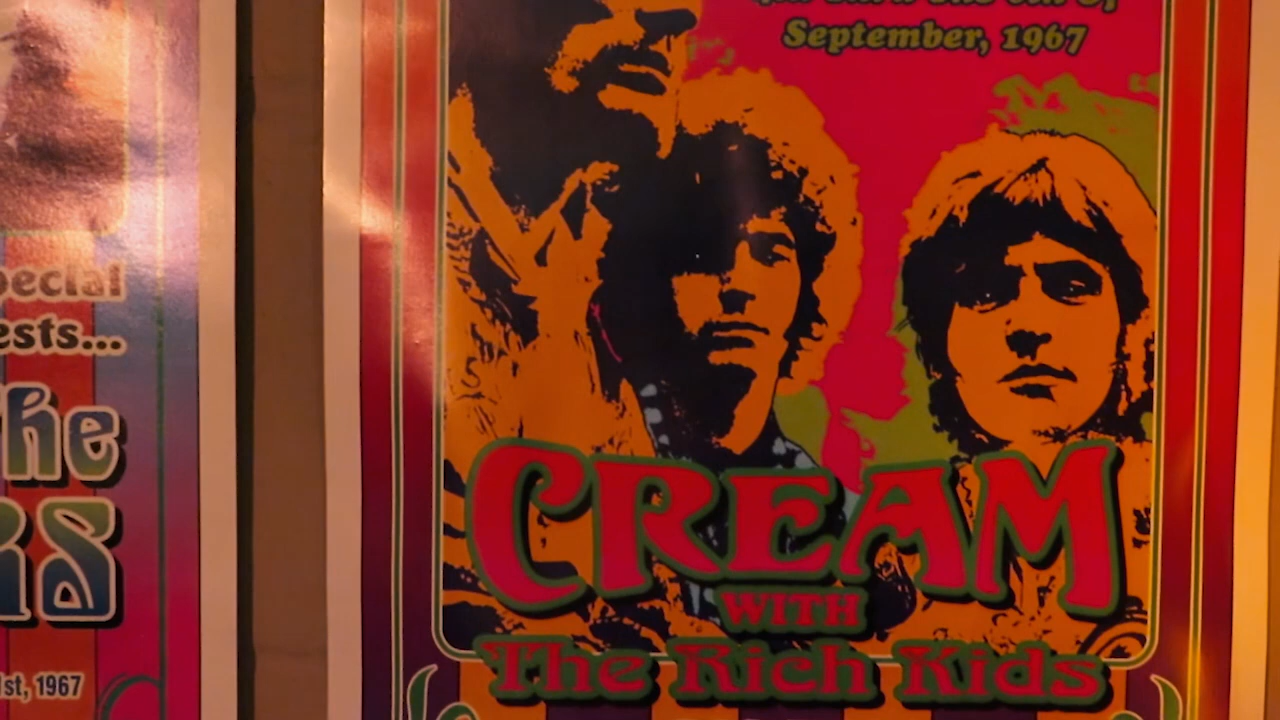 September, 1967
CREAM
WITH
The Rich Kids
pecial
ests...
he
1st, 1967